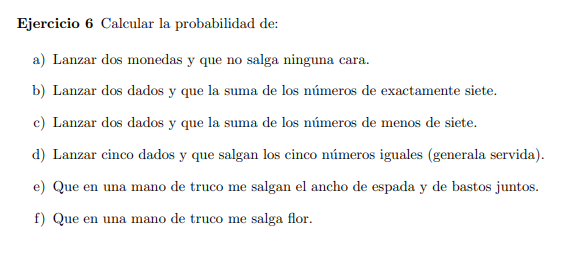 Ejercicio 6 Calcular la probabilidad de:
a) Lanzar dos monedas y que no salga ninguna cara.
b) Lanzar dos dados y que la suma de los números de exactamente siete.
c) Lanzar dos dados y que la suma de los números de menos de siete.
d) Lanzar cinco dados y que salgan los cinco números iguales (generala servida).
e) Que en una mano de truco me salgan el ancho de espada y de bastos juntos.
f) Que en una mano de truco me salga flor.